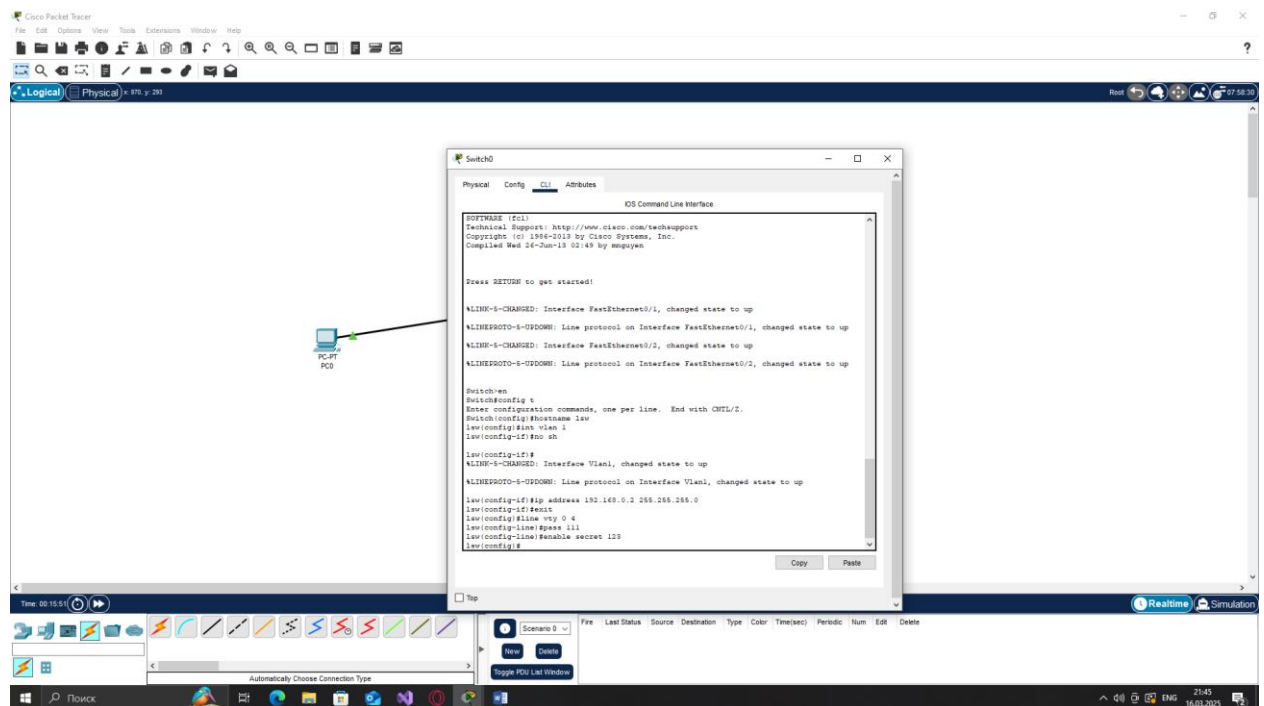 Cisco Packet Tracer
File Edit Options View Tools Extensions Window Help
?
Logical Physical x: 870, y: 293 Root 07:58:30
Switch0
Physical Config CLI Attributes
IOS Command Line Interface
SOFTWARE (fc1)
Technical Support: http://www.cisco.com/techsupport
Copyright (c) 1986-2013 by Cisco Systems, Inc.
Compiled Wed 26-Jun-13 02:49 by mnguyen
Press RETURN to get started!
%LINK-5-CHANGED: Interface FastEthernet0/1, changed state to up
%LINEPROTO-5-UPDOWN: Line protocol on Interface FastEthernet0/1, changed state to up
%LINK-5-CHANGED: Interface FastEthernet0/2, changed state to up
%LINEPROTO-5-UPDOWN: Line protocol on Interface FastEthernet0/2, changed state to up
Switch>en
Switch#config t
Enter configuration commands, one per line. End with CNTL/Z.
Switch(config)#hostname lsw
lsw(config)#int vlan 1
lsw(config-if)#no sh
lsw(config-if)#
%LINK-5-CHANGED: Interface Vlan1, changed state to up
%LINEPROTO-5-UPDOWN: Line protocol on Interface Vlan1, changed state to up
lsw(config-if)#ip address 192.168.0.2 255.255.255.0
lsw(config-if)#exit
lsw(config)#line vty 0 4
lsw(config-line)#pass 111
lsw(config-line)#enable secret 123
lsw(config)#
Copy Paste
Top
PC-PT
PC0
Time: 00:15:51 Realtime Simulation
Scenario 0 Fire Last Status Source Destination Type Color Time(sec) Periodic Num Edit Delete
New Delete
Toggle PDU List Window
Automatically Choose Connection Type
Поиск ENG 21:45
16.03.2025